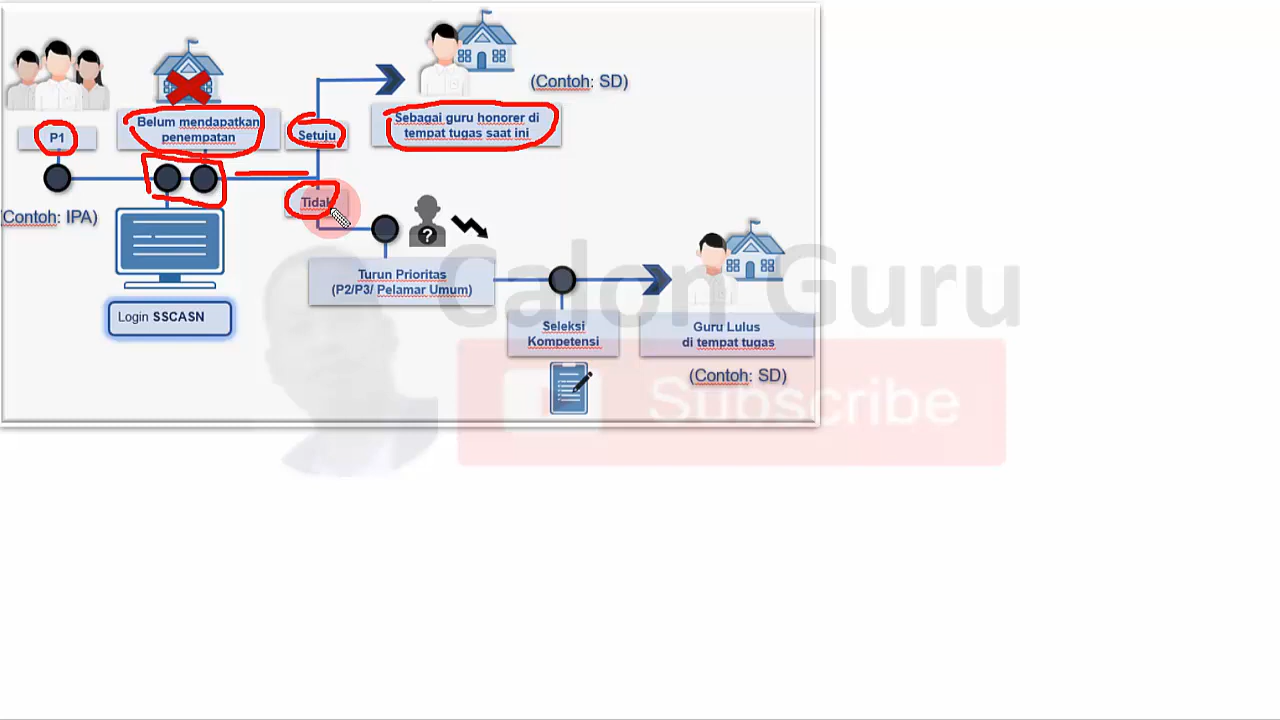 (Contoh: SD)
P1
Belum mendapatkan
penempatan
Setuju
Sebagai guru honorer di
tempat tugas saat ini
Tidak
(Contoh: IPA)
?
Turun Prioritas
(P2/P3/ Pelamar Umum)
Login SSCASN
Seleksi
Kompetensi
Guru Lulus
di tempat tugas
(Contoh: SD)
Calon Guru
Subscribe